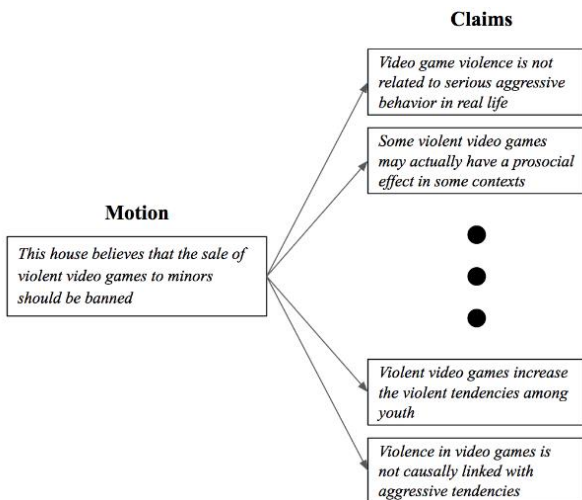 Claims
Video game violence is not
related to serious aggressive
behavior in real life
Some violent video games
may actually have a prosocial
effect in some contexts
Motion
This house believes that the sale of
violent video games to minors
should be banned
Violent video games increase
the violent tendencies among
youth
Violence in video games is
not causally linked with
aggressive tendencies